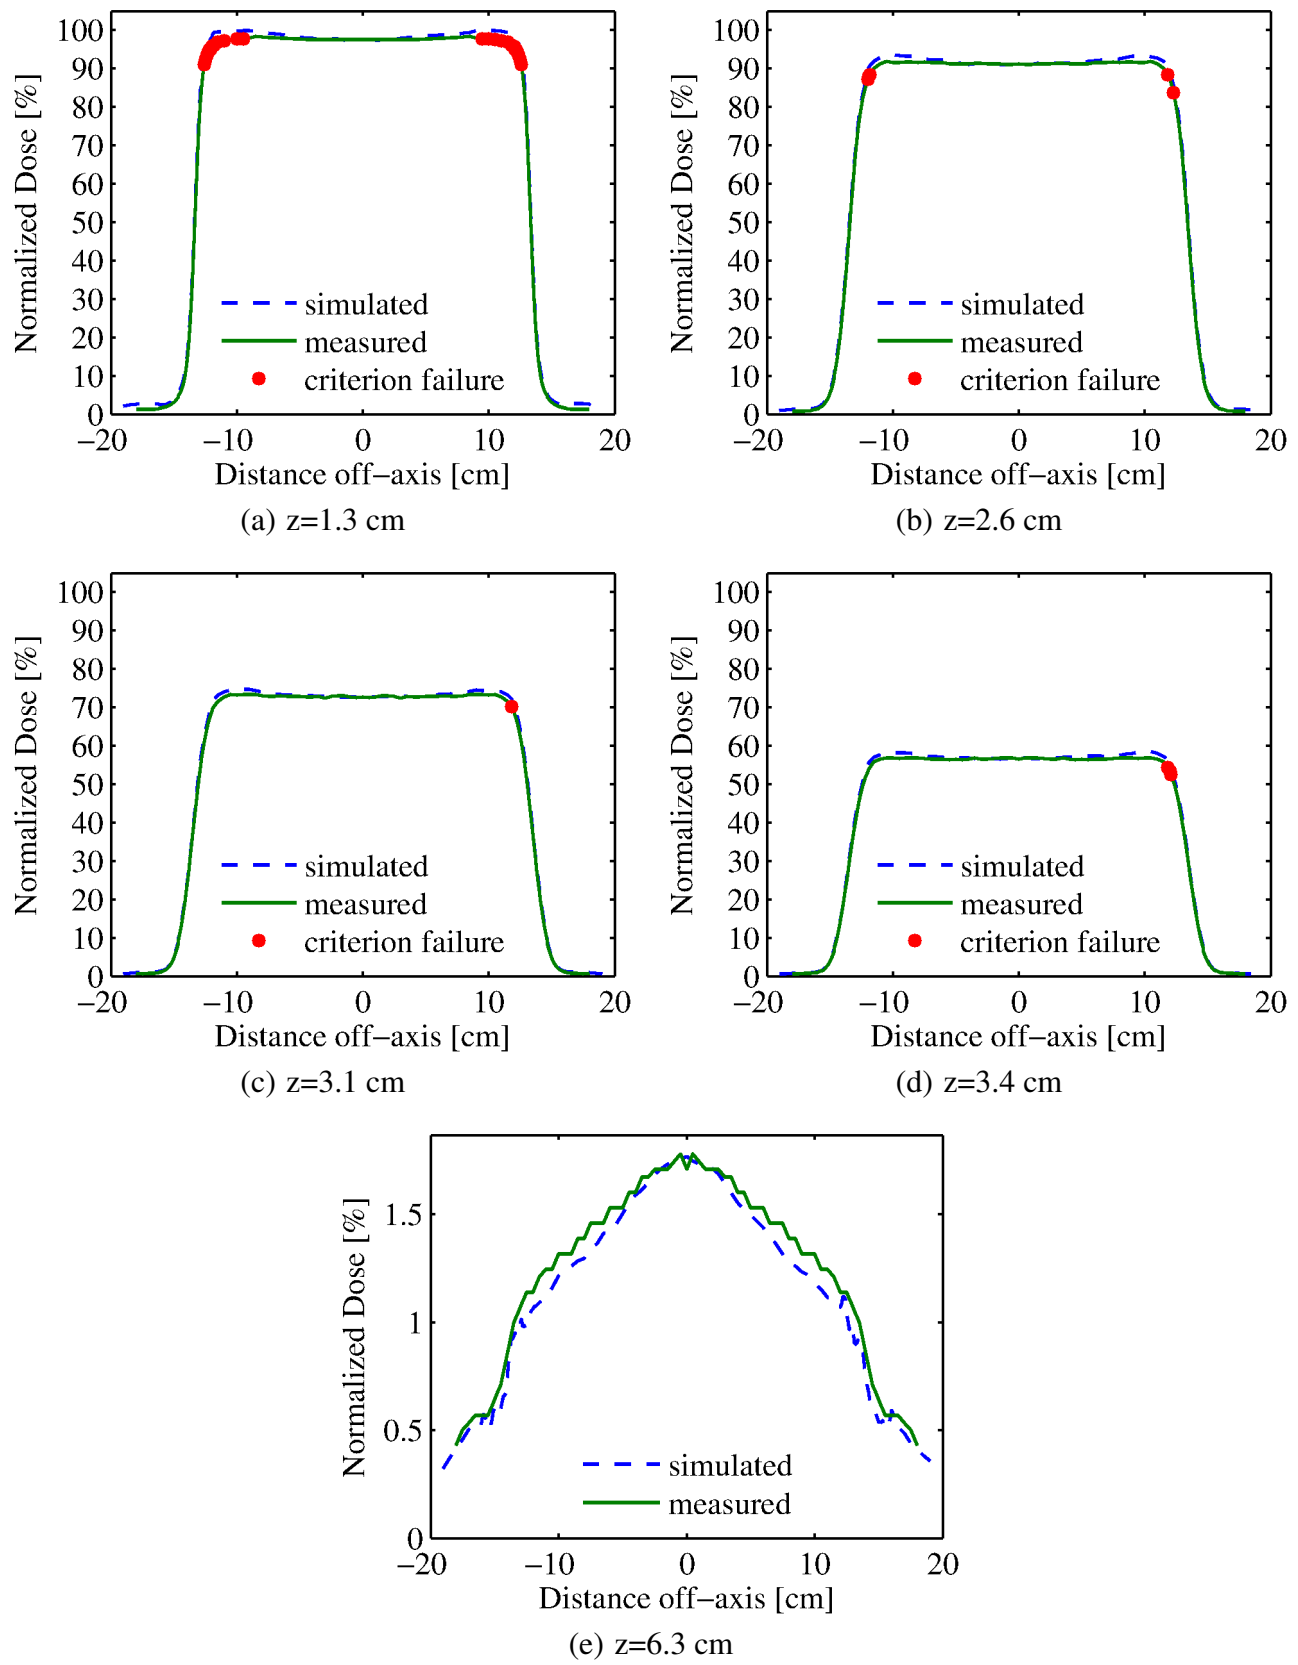 Normalized Dose [%]
100
90
80
70
60
50
40
30
20
10
0
simulated
measured
criterion failure
−20 −10 0 10 20
Distance off−axis [cm]
(a) z=1.3 cm
Normalized Dose [%]
100
90
80
70
60
50
40
30
20
10
0
simulated
measured
criterion failure
−20 −10 0 10 20
Distance off−axis [cm]
(b) z=2.6 cm
Normalized Dose [%]
100
90
80
70
60
50
40
30
20
10
0
simulated
measured
criterion failure
−20 −10 0 10 20
Distance off−axis [cm]
(c) z=3.1 cm
Normalized Dose [%]
100
90
80
70
60
50
40
30
20
10
0
simulated
measured
criterion failure
−20 −10 0 10 20
Distance off−axis [cm]
(d) z=3.4 cm
Normalized Dose [%]
1.5
1
0.5
0
simulated
measured
−20 −10 0 10 20
Distance off−axis [cm]
(e) z=6.3 cm